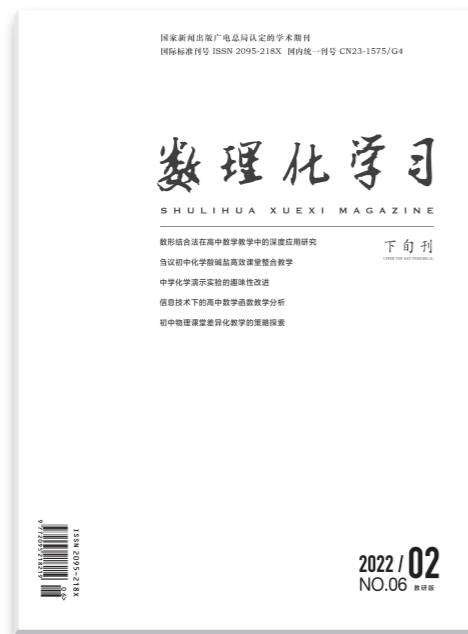 国家新闻出版广电总局认定的学术期刊
国际标准刊号 ISSN 2095-218X 国内统一刊号 CN23-1575/G4
数理化学习
SHULIHUA XUEXI MAGAZINE
数形结合法在高中数学教学中的深度应用研究
刍议初中化学酸碱盐高效课堂整合教学
中学化学演示实验的趣味性改进
信息技术下的高中数学函数教学分析
初中物理课堂差异化教学的策略探索
下旬刊
ISSN 2095-218X
9 772095 218219
06>
2022 / 02
NO.06 教研版